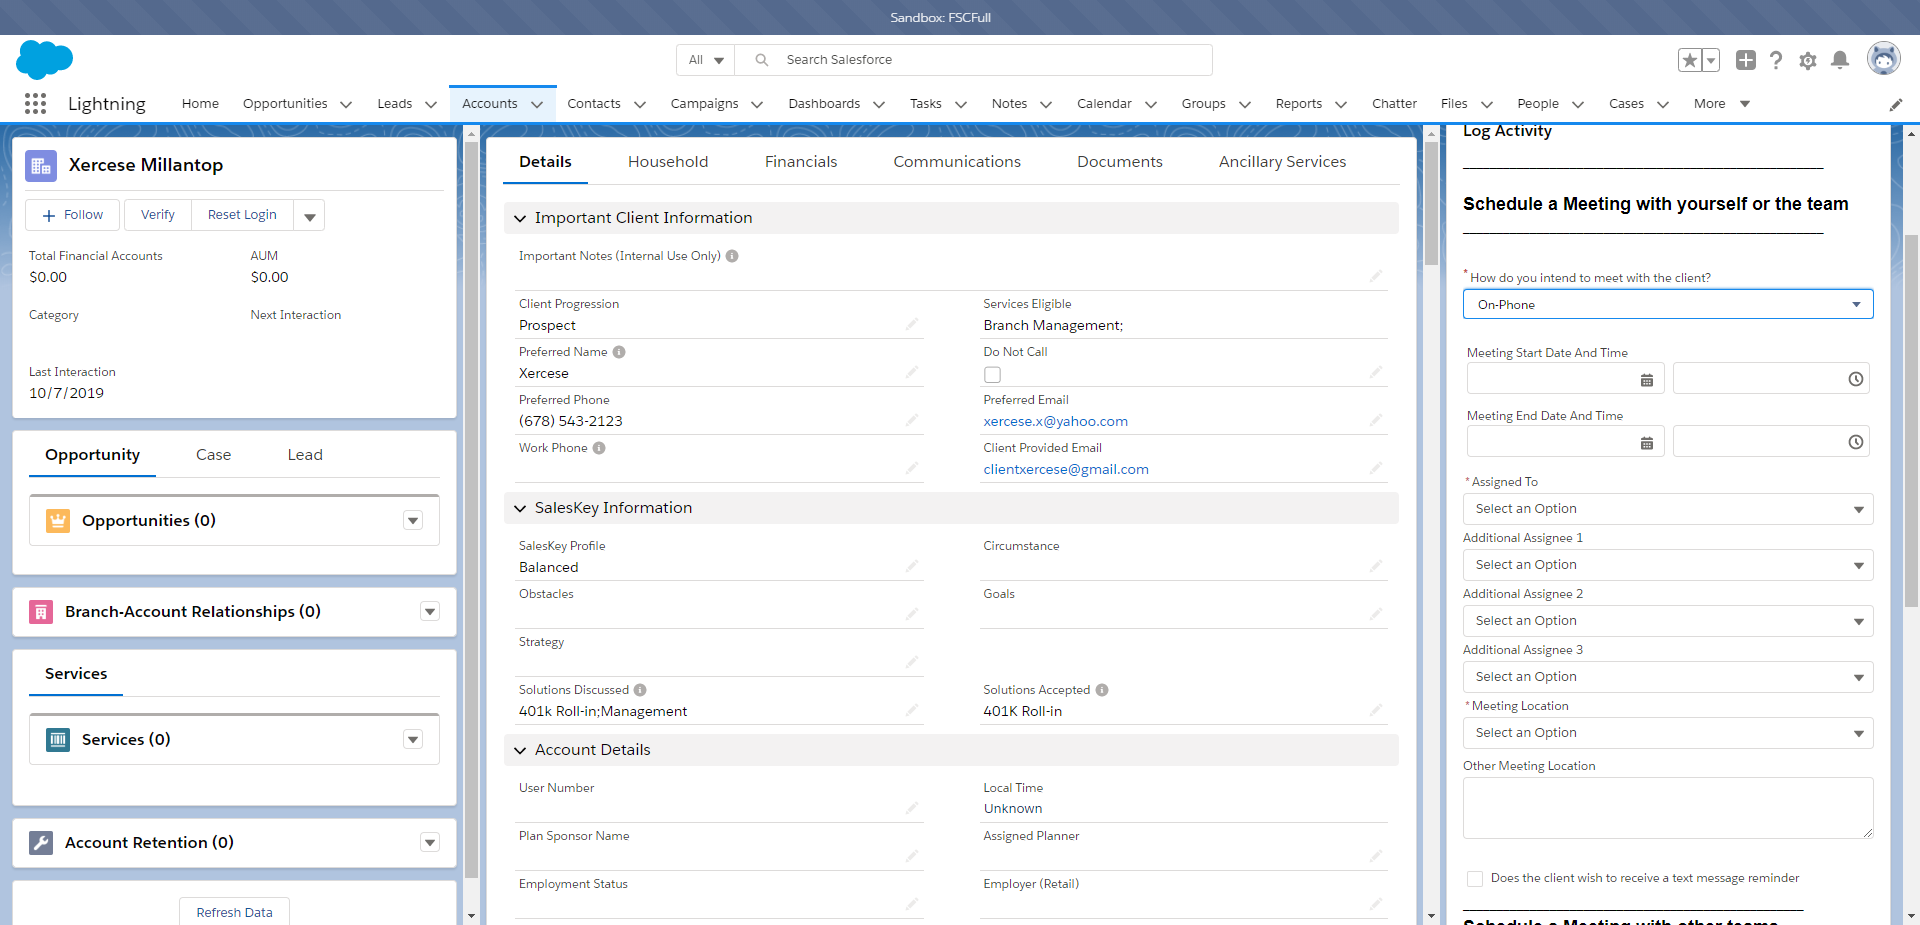 Sandbox: FSCFull
All
Search Salesforce
Lightning
Home
Opportunities
Leads
Accounts
Contacts
Campaigns
Dashboards
Tasks
Notes
Calendar
Groups
Reports
Chatter
Files
People
Cases
More
Xercese Millantop
Follow
Verify
Reset Login
Total Financial Accounts
$0.00
AUM
$0.00
Category
Next Interaction
Last Interaction
10/7/2019
Opportunity
Case
Lead
Opportunities (0)
Branch-Account Relationships (0)
Services
Services (0)
Account Retention (0)
Refresh Data
Details
Household
Financials
Communications
Documents
Ancillary Services
Important Client Information
Important Notes (Internal Use Only)
Client Progression
Prospect
Services Eligible
Branch Management;
Preferred Name
Xercese
Do Not Call
Preferred Phone
(678) 543-2123
Preferred Email
xercese.x@yahoo.com
Work Phone
Client Provided Email
clientxercese@gmail.com
SalesKey Information
SalesKey Profile
Balanced
Circumstance
Obstacles
Goals
Strategy
Solutions Discussed
401k Roll-in;Management
Solutions Accepted
401K Roll-in
Account Details
User Number
Local Time
Unknown
Plan Sponsor Name
Assigned Planner
Employment Status
Employer (Retail)
Log Activity
Schedule a Meeting with yourself or the team
*How do you intend to meet with the client?
On-Phone
Meeting Start Date And Time
Meeting End Date And Time
*Assigned To
Select an Option
Additional Assignee 1
Select an Option
Additional Assignee 2
Select an Option
Additional Assignee 3
Select an Option
*Meeting Location
Select an Option
Other Meeting Location
Does the client wish to receive a text message reminder
Schedule a Meeting with other teams